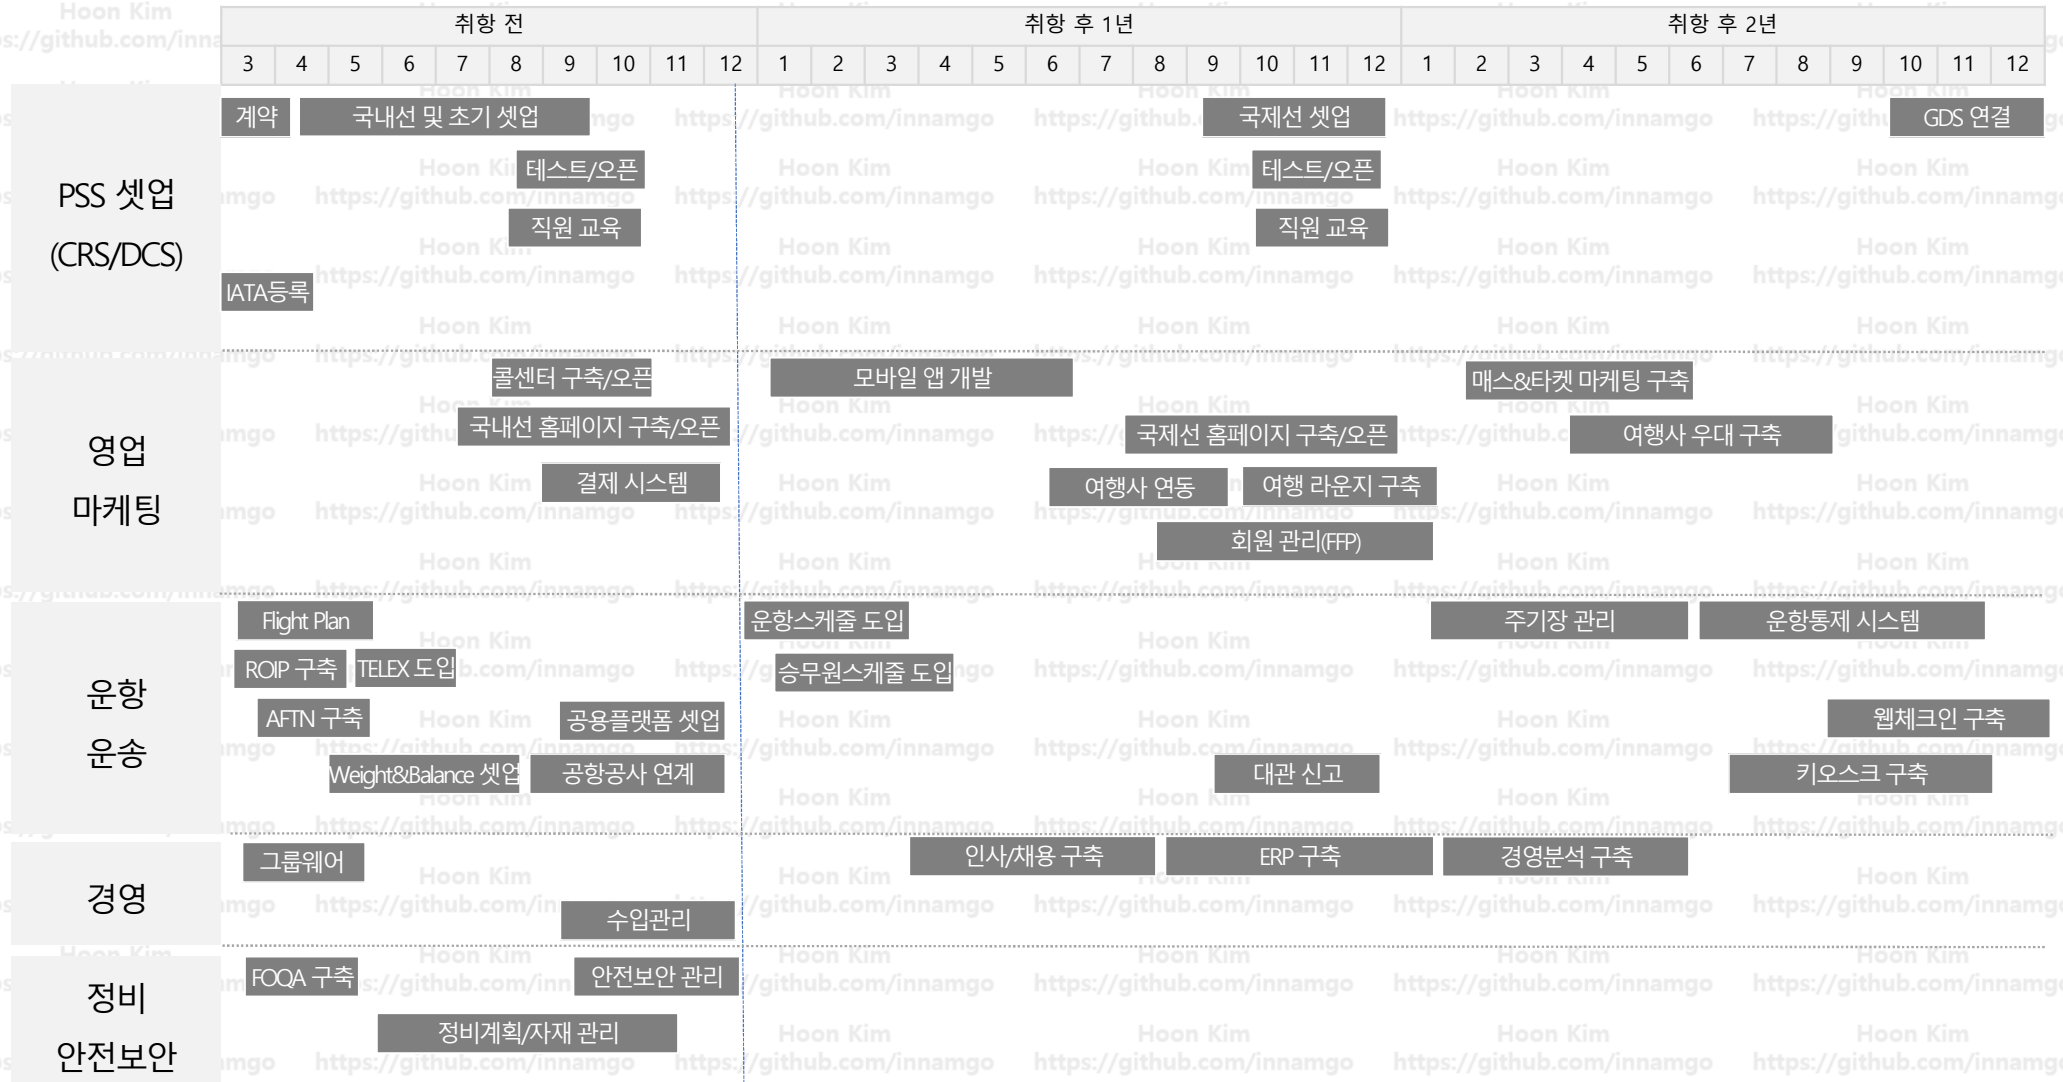 취항 전 취항 후 1년 취항 후 2년
3 4 5 6 7 8 9 10 11 12 1 2 3 4 5 6 7 8 9 10 11 12 1 2 3 4 5 6 7 8 9 10 11 12
PSS 셋업
(CRS/DCS)
계약 국내선 및 초기 셋업 국제선 셋업 GDS 연결
테스트/오픈 테스트/오픈
직원 교육 직원 교육
IATA등록
영업
마케팅
콜센터 구축/오픈 모바일 앱 개발 매스&타켓 마케팅 구축
국내선 홈페이지 구축/오픈 국제선 홈페이지 구축/오픈 여행사 우대 구축
결제 시스템 여행사 연동 여행 라운지 구축
회원 관리(FFP)
운항
운송
Flight Plan 운항스케줄 도입 주기장 관리 운항통제 시스템
ROIP 구축 TELEX 도입 승무원스케줄 도입
AFTN 구축 공용플랫폼 셋업 웹체크인 구축
Weight&Balance 셋업 공항공사 연계 대관 신고 키오스크 구축
경영
그룹웨어 인사/채용 구축 ERP 구축 경영분석 구축
수입관리
정비
안전보안
FOQA 구축 안전보안 관리
정비계획/자재 관리
Hoon Kim
https://github.com/innamgo